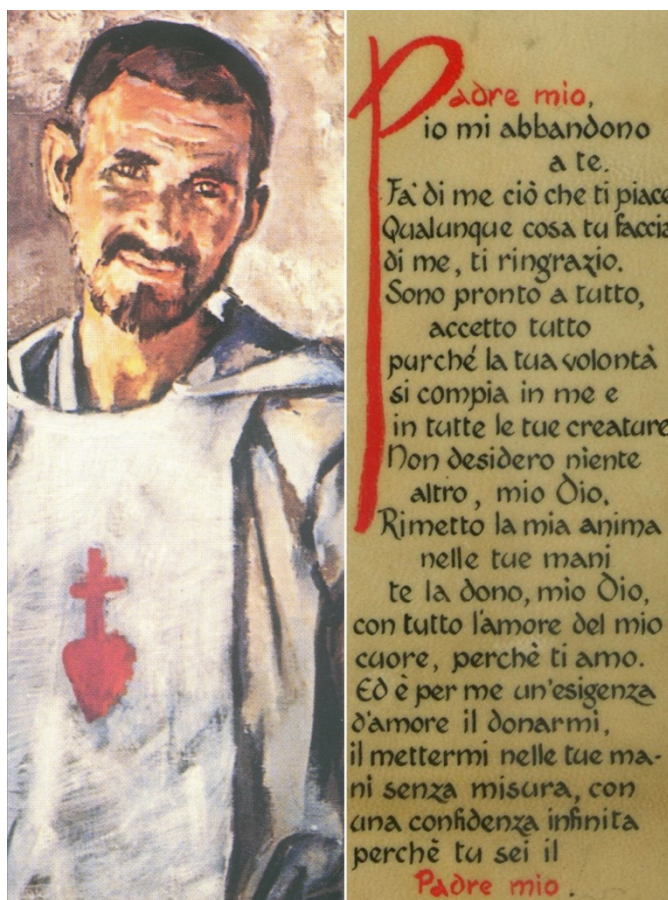 Padre mio,
io mi abbandono
a te.
Fa' di me ciò che ti piace
Qualunque cosa tu faccia
di me, ti ringrazio.
Sono pronto a tutto,
accetto tutto
purché la tua volontà
si compia in me e
in tutte le tue creature
Non desidero niente
altro, mio Dio.
Rimetto la mia anima
nelle tue mani
te la dono, mio Dio,
con tutto l'amore del mio
cuore, perchè ti amo.
Ed è per me un'esigenza
d'amore il donarmi,
il mettermi nelle tue ma-
ni senza misura, con
una confidenza infinita
perchè tu sei il
Padre mio.